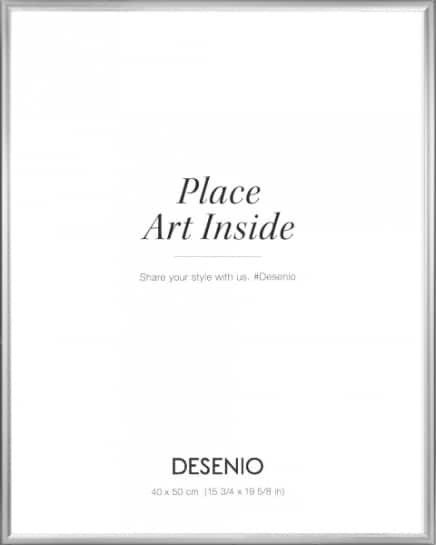 Place
Art Inside
Share your style with us. #Desenio
DESENIO
40 x 50 cm (15 3/4 x 19 5/8 in)